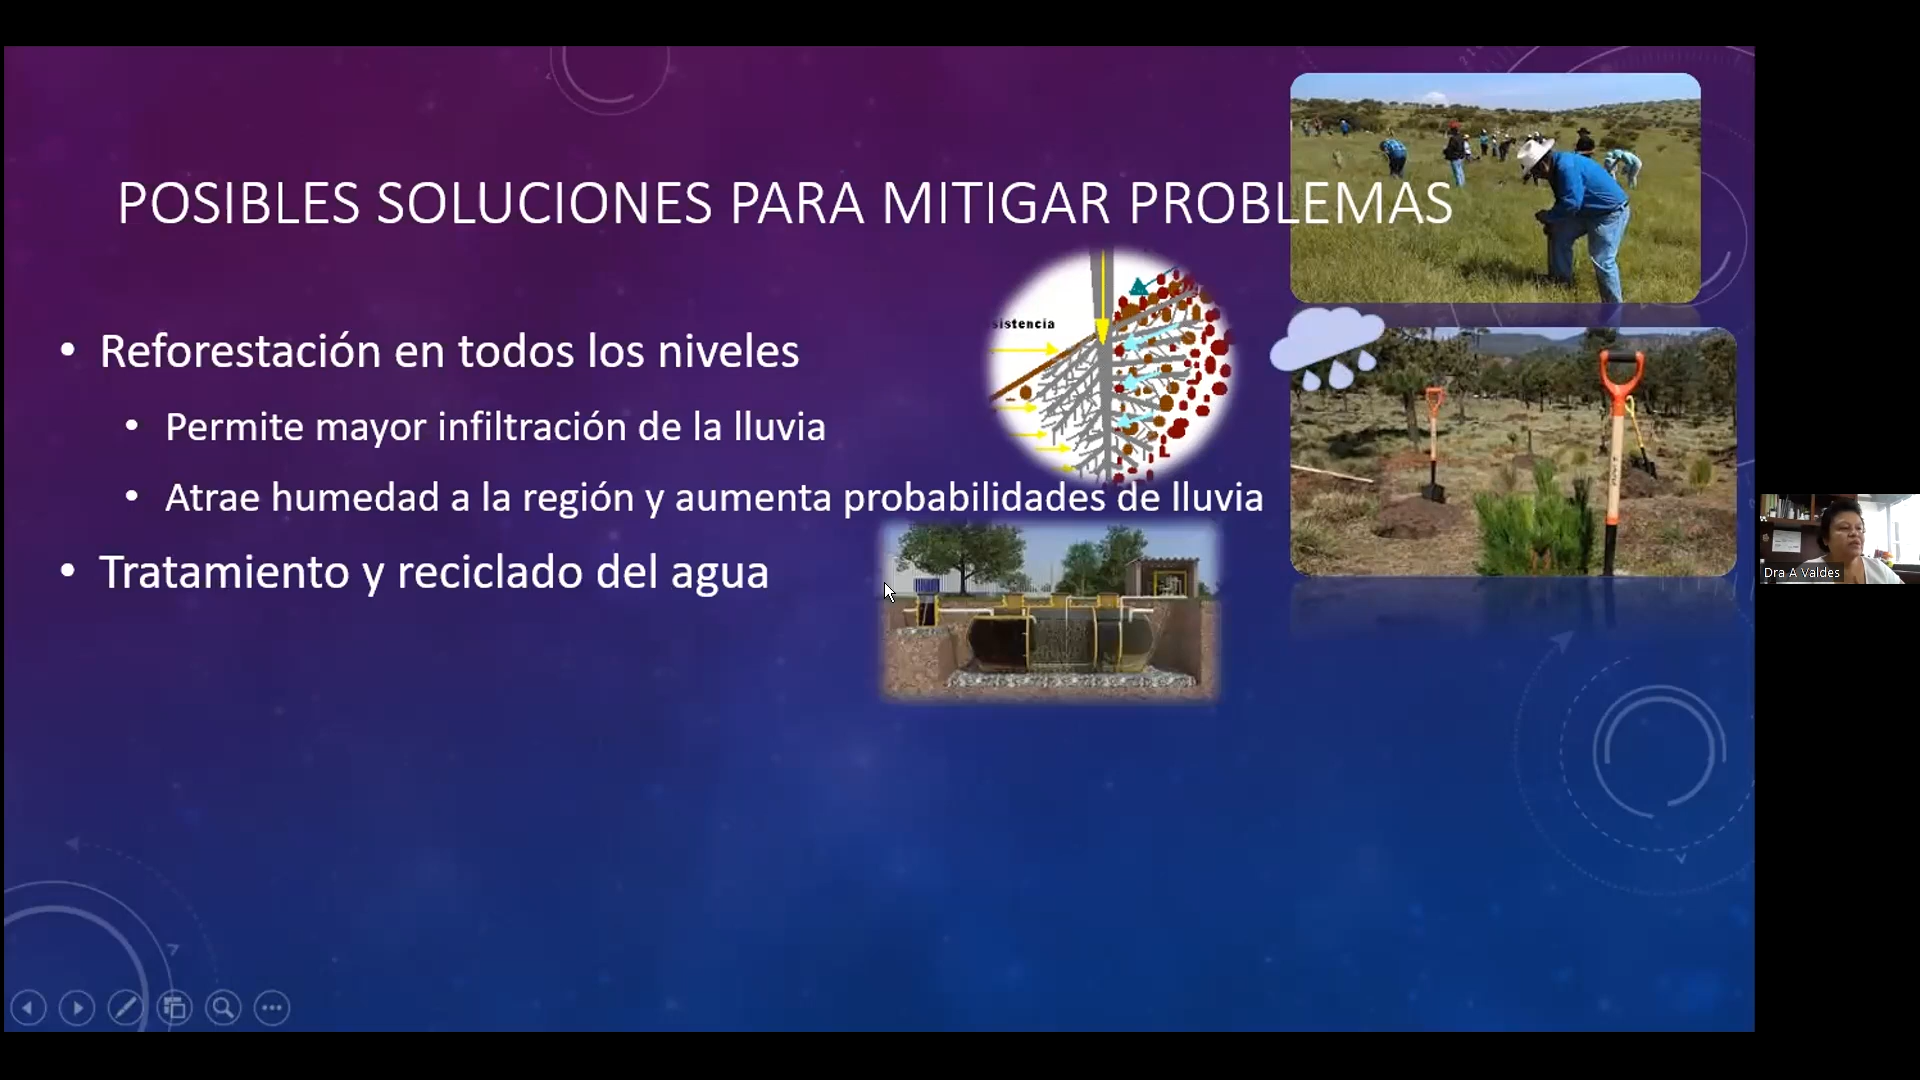 POSIBLES SOLUCIONES PARA MITIGAR PROBLEMAS
sistencia
• Reforestación en todos los niveles
• Permite mayor infiltración de la lluvia
• Atrae humedad a la región y aumenta probabilidades de lluvia
• Tratamiento y reciclado del agua
Dra A Valdes